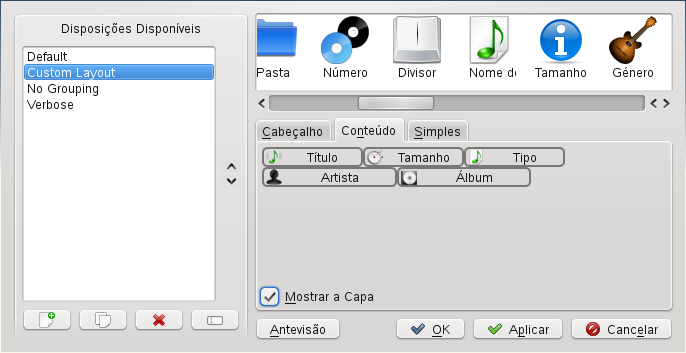 Disposições Disponíveis
Default
Custom Layout
No Grouping
Verbose
Pasta Número Divisor Nome d Tamanho Género
Cabeçalho Conteúdo Simples
Título Tamanho Tipo
Artista Álbum
Mostrar a Capa
Antevisão OK Aplicar Cancelar